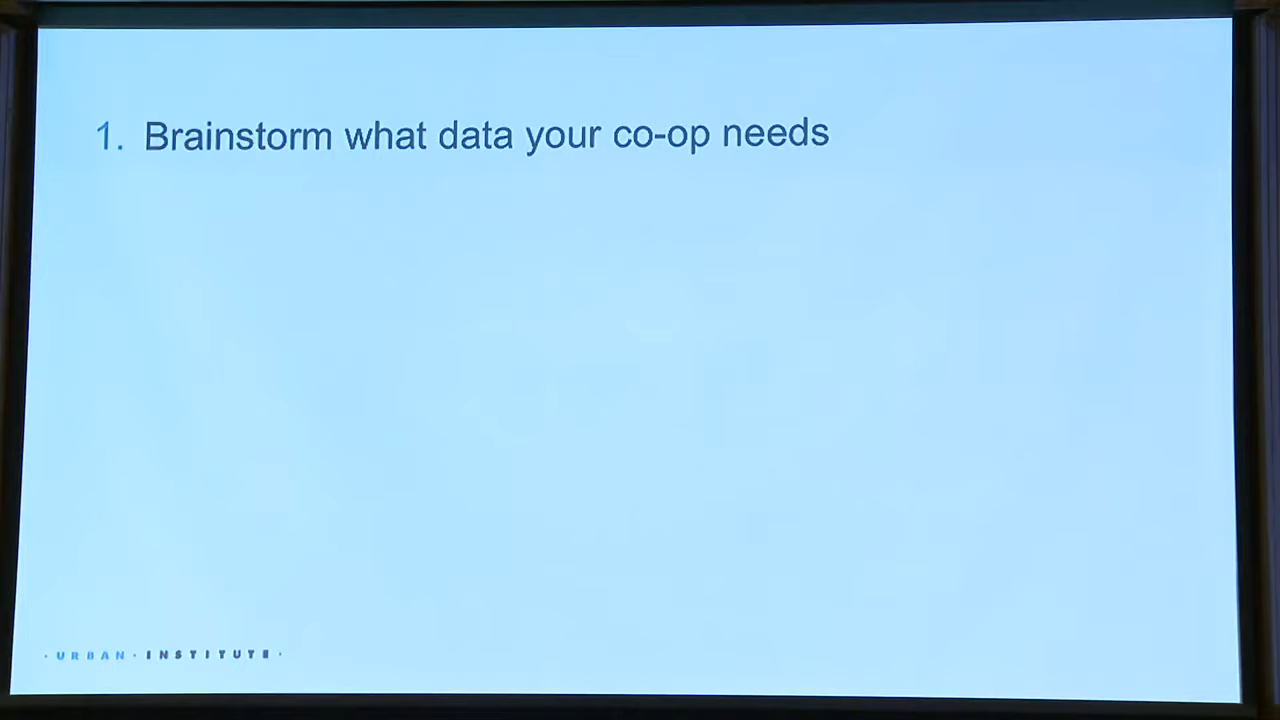 1. Brainstorm what data your co-op needs
· URBAN · INSTITUTE ·